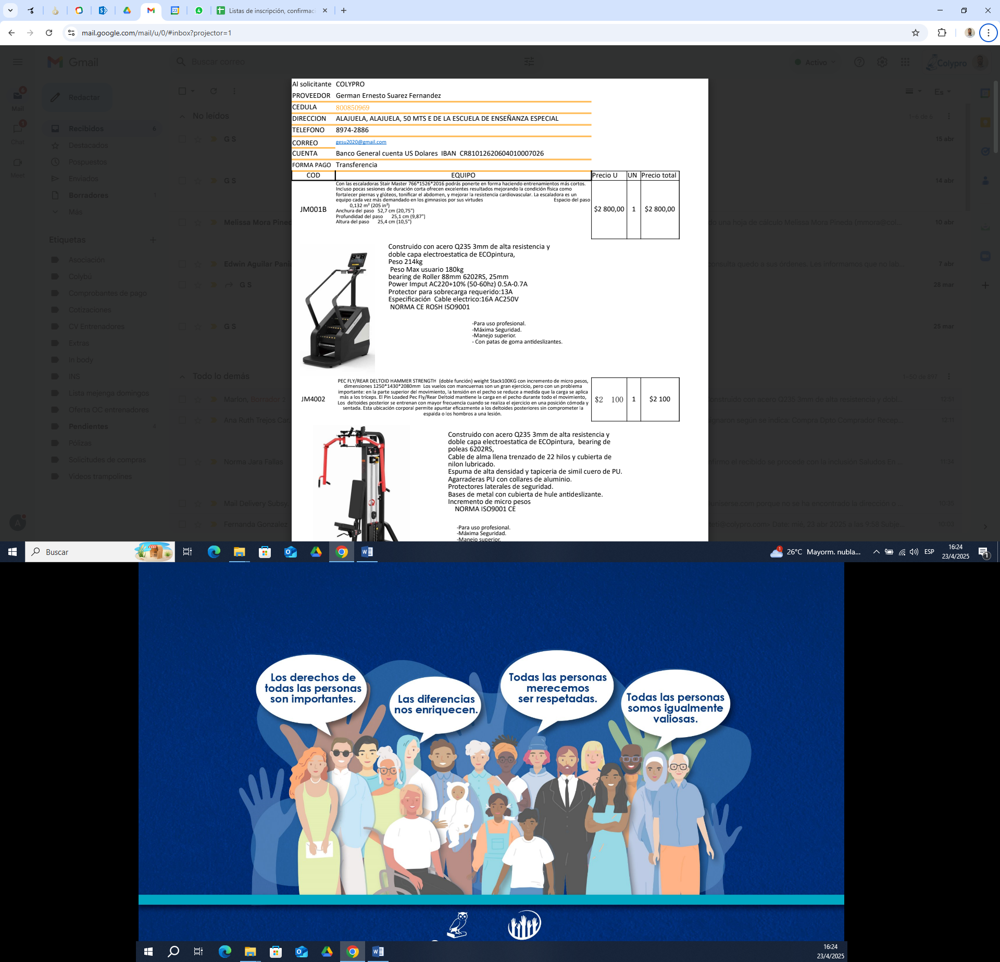 Listas de inscripción, confirmaci
mail.google.com/mail/u/0/#inbox?projector=1
Gmail
Buscar correo
Activo
Colypro
Redactar
Mail
Chat
Meet
Recibidos 6
Destacados
Pospuestos
Enviados
Borradores 1
Más
Etiquetas
Asociación
Colybú
Comprobantes de pago
Cotizaciones
CV Entrenadores
Extras
In body
INS
Lista mejenga domingos
Oferta OC entrenadores
Pendientes 4
Polizas
Solicitudes de compras
Videos trampolines
No leídos
1–6 de 6
Es
G S
15 abr
G S
14 abr
Melissa Mora Pined
do una hoja de cálculo Melissa Mora Pineda (mmora@col...
10 abr
Edwin Aguilar Pania
consulta quedo a sus órdenes. Les informamos que no lab...
7 abr
G S
28 mar
G S
25 mar
Todo lo demás
1–50 de 897
Marlon, Borrador 2
onstruido con acero Q235 3mm de alta resistencia y dobl...
12:51
Ana Ruth Trejos Car.
ignaron según se indica. Compra Dpto Comprador Recep...
12:11
Norma Jara Fallas
nfirmo el recibido se procede con la inclusión Saludos En ...
11:34
Mail Delivery Subsy.
uniserse.com porque no se ha encontrado la dirección o...
10:35
Fernanda Gonzalez
teti@colypro.com> Date: mié, 23 abr 2025 a las 9:58 Subje...
10:03
Al solicitante COLYPRO
PROVEEDOR German Ernesto Suarez Fernandez
CEDULA 800850969
DIRECCION ALAJUELA, ALAJUELA, 50 MTS E DE LA ESCUELA DE ENSEÑANZA ESPECIAL
TELEFONO 8974-2886
CORREO gesu2020@gmail.com
CUENTA Banco General cuenta US Dolares IBAN CR81012620604010007026
FORMA PAGO Transferencia
COD EQUIPO Precio U UN Precio total
Con las escaladoras Stair Master 766*1526*2016 podrás ponerte en forma haciendo entrenamientos más cortos.
Incluso pocas sesiones de duración corta ofrecen excelentes resultados mejorando la condición física como
fortalecer piernas y glúteos, tonificar el abdomen, y mejorar la resistencia cardiovascular. La escaladora es un
equipo cada vez más demandado en los gimnasios por sus virtudes Espacio del paso
0,132 m² (205 in²)
JM001B $2 800,00 1 $2 800,00
Anchura del paso 52,7 cm (20,75")
Profundidad del paso 25,1 cm (9,87")
Altura del paso 25,4 cm (10,5")
Construido con acero Q235 3mm de alta resistencia y
doble capa electroestatica de ECOpintura,
Peso 214kg
Peso Max usuario 180kg
bearing de Roller 88mm 6202RS, 25mm
Power Imput AC220+10% (50-60hz) 0.5A-0.7A
Protector para sobrecarga requerido:13A
Especificación Cable electrico:16A AC250V
NORMA CE ROSH ISO9001
-Para uso profesional.
-Máxima Seguridad.
-Manejo superior.
- Con patas de goma antideslizantes.
PEC FLY/REAR DELTOID HAMMER STRENGTH (doble función) weight Stack100KG con incremento de micro pesos,
dimensiones 1250*1430*2080mm Los vuelos con mancuernas son un gran ejercicio, pero con un problema
importante: en la parte superior del movimiento, la tensión en el pecho se reduce a medida que la carga se aplica
más a los tríceps. El Pin Loaded Pec Fly/Rear Deltoid mantiene la carga en el pecho durante todo el movimiento,
JM4002 $2 100 1 $2 100
Los deltoides posterior se entrenan con mayor frecuencia cuando se realiza el ejercicio en una posición cómoda y
sentada. Esta ubicación corporal permite apuntar eficazmente a los deltoides posteriores sin comprometer la
espalda o los hombros a una lesión.
Construido con acero Q235 3mm de alta resistencia y
doble capa electroestatica de ECOpintura, bearing de
poleas 6202RS,
Cable de alma llena trenzado de 22 hilos y cubierta de
nilon lubricado.
Espuma de alta densidad y tapiceria de simil cuero de PU.
Agarraderas PU con collares de aluminio.
Protectores laterales de seguridad.
Bases de metal con cubierta de hule antideslizante.
Incremento de micro pesos
NORMA ISO9001 CE
-Para uso profesional.
-Máxima Seguridad.
-Manejo superior.
Buscar
26°C Mayorm. nubla...
ESP
16:24
23/4/2025
Los derechos de
todas las personas
son importantes.
Las diferencias
nos enriquecen.
Todas las personas
merecemos
ser respetadas.
Todas las personas
somos igualmente
valiosas.
16:24
23/4/2025